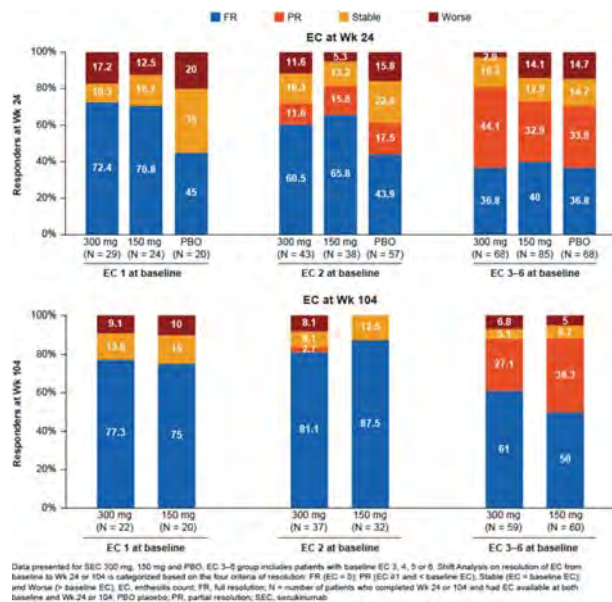 FR PR Stable Worse
EC at Wk 24
Responders at Wk 24
100%
80%
60%
40%
20%
0%
17.2 12.5 20
10.3 16.7 35
72.4 70.8 45
300 mg 150 mg PBO
(N = 29) (N = 24) (N = 20)
EC 1 at baseline
11.6 5.3 15.8
16.3 13.2 22.8
11.6 15.8 17.5
60.5 65.8 43.9
300 mg 150 mg PBO
(N = 43) (N = 38) (N = 57)
EC 2 at baseline
14.1 14.7
16.2 12.9 14.7
44.1 32.9 33.8
36.8 40 36.8
300 mg 150 mg PBO
(N = 68) (N = 85) (N = 68)
EC 3–6 at baseline
EC at Wk 104
Responders at Wk 104
100%
80%
60%
40%
20%
0%
9.1 10
13.6 15
77.3 75
300 mg 150 mg
(N = 22) (N = 20)
EC 1 at baseline
8.1 12.5
8.1
2.7
81.1 87.5
300 mg 150 mg
(N = 37) (N = 32)
EC 2 at baseline
6.8 5
5.1
27.1 38.3
61 50
300 mg 150 mg
(N = 59) (N = 60)
EC 3–6 at baseline
Data presented for SEC 300 mg, 150 mg and PBO. EC 3–6 group includes patients with baseline EC 3, 4, 5 or 6. Shift Analysis on resolution of EC from
baseline to Wk 24 or 104 is categorized based on the four criteria of resolution: FR (EC = 0); PR (EC ≥1 and < baseline EC); Stable (EC = baseline EC);
and Worse (> baseline EC). EC, enthesitis count; FR, full resolution; N = number of patients who completed Wk 24 or 104 and had EC available at both
baseline and Wk 24 or 104; PBO placebo; PR, partial resolution; SEC, secukinumab